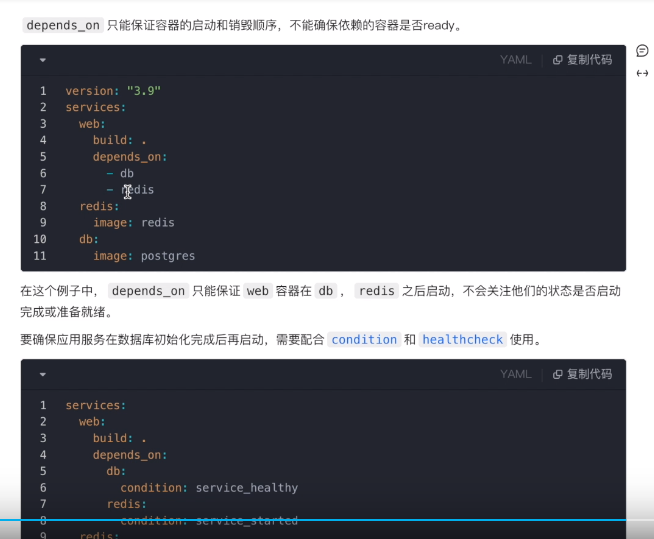 depends_on 只能保证容器的启动和销毁顺序，不能确保依赖的容器是否ready。
YAML 复制代码
1 version: "3.9"
2 services:
3   web:
4     build: .
5     depends_on:
6       - db
7       - redis
8   redis:
9     image: redis
10   db:
11     image: postgres
在这个例子中， depends_on 只能保证 web 容器在 db ， redis 之后启动，不会关注他们的状态是否启动
完成或准备就绪。
要确保应用服务在数据库初始化完成后再启动，需要配合 condition 和 healthcheck 使用。
YAML 复制代码
1 services:
2   web:
3     build: .
4     depends_on:
5       db:
6         condition: service_healthy
7       redis:
8         condition: service_started
9   redis: